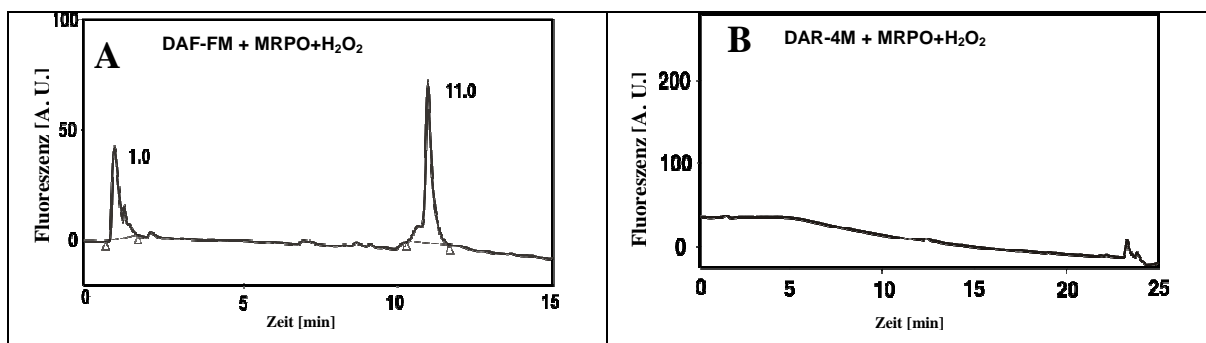 A
DAF-FM + MRPO+H₂O₂
Fluoreszenz [A. U.]
100
50
0
1.0
11.0
0 5 10 15
Zeit [min]
B
DAR-4M + MRPO+H₂O₂
Fluoreszenz [A. U.]
200
100
0
0 5 10 15 20 25
Zeit [min]